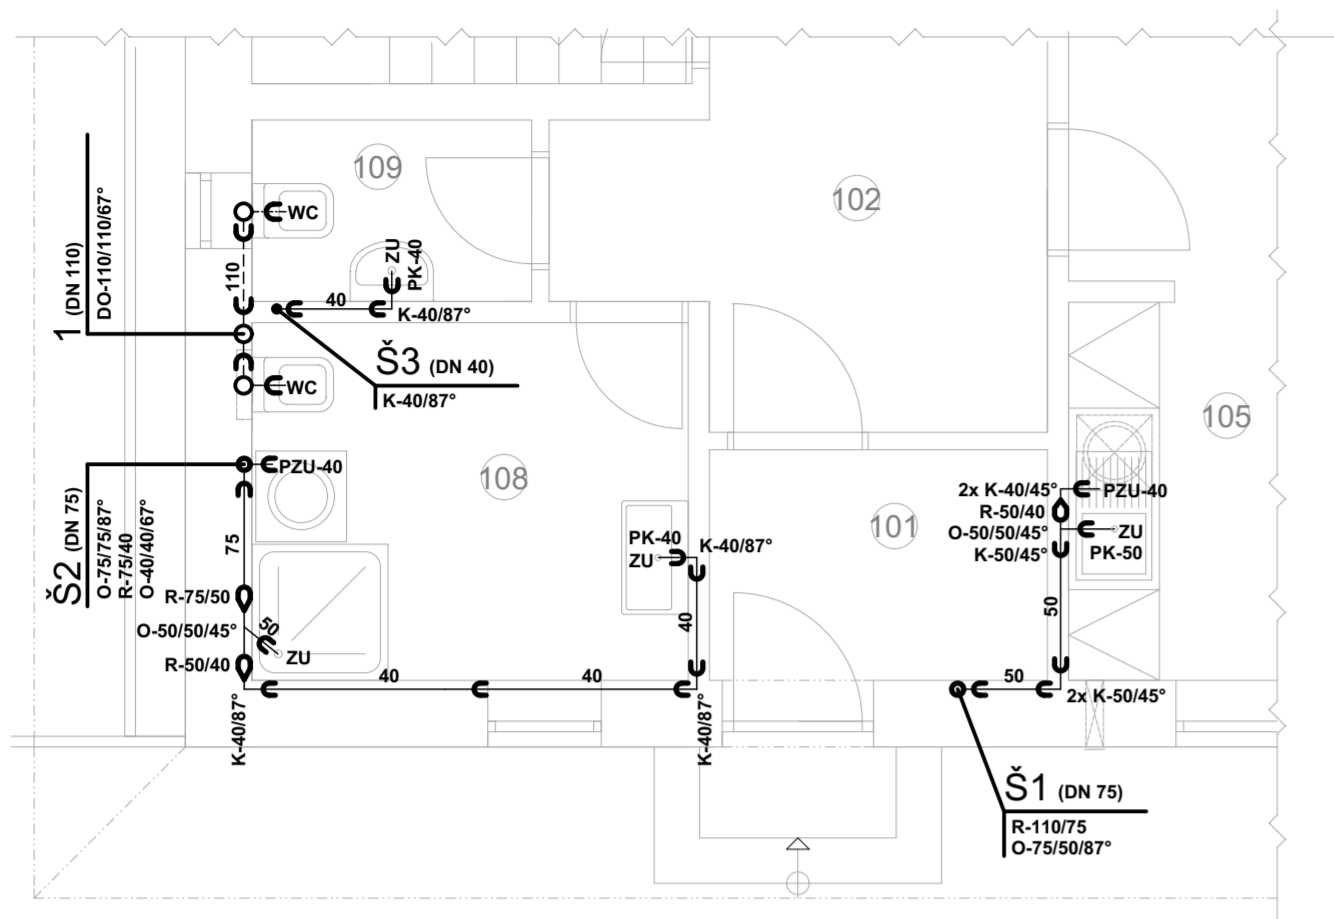 109
102
WC
ZU
PK-40
1 (DN 110)
DO-110/110/67°
110
40
K-40/87°
Š3 (DN 40)
K-40/87°
WC
105
PZU-40
108
Š2 (DN 75)
O-75/75/87°
R-75/40
O-40/40/67°
75
R-75/50
O-50/50/45°
50
ZU
R-50/40
40
40
K-40/87°
PK-40
ZU
K-40/87°
40
K-40/87°
101
2x K-40/45°
R-50/40
O-50/50/45°
K-50/45°
PZU-40
ZU
PK-50
50
50
2x K-50/45°
Š1 (DN 75)
R-110/75
O-75/50/87°